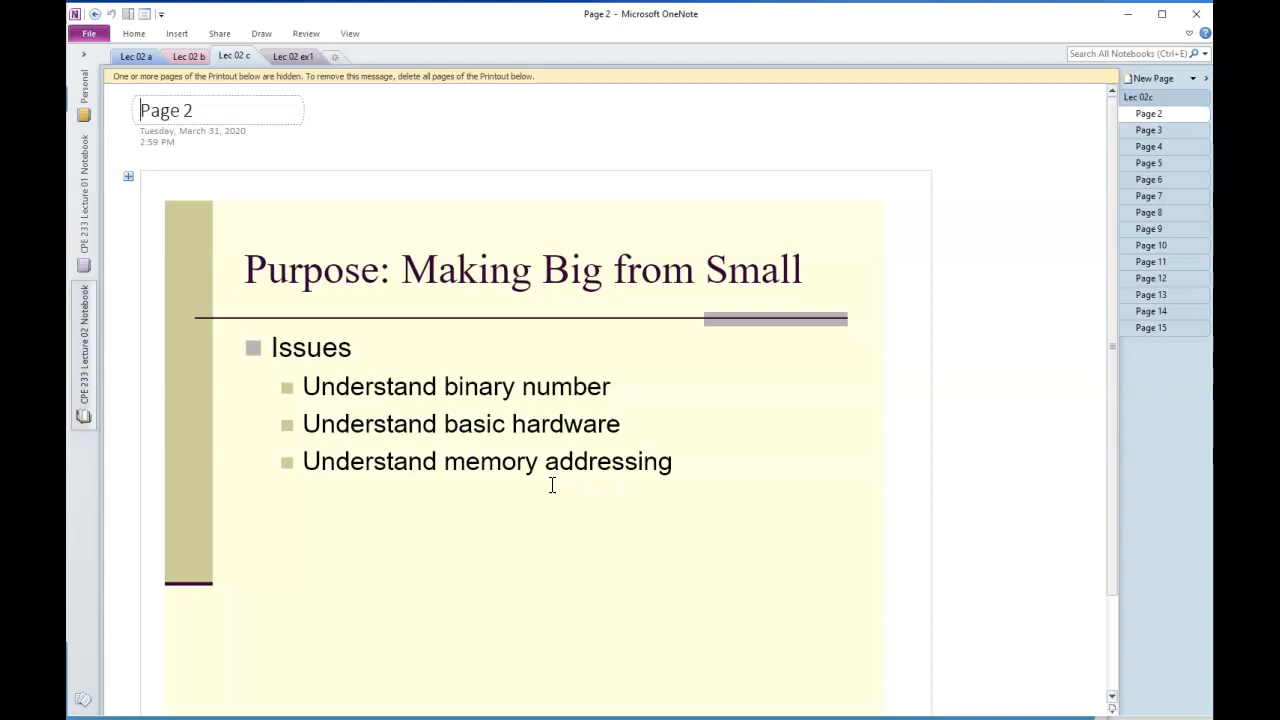 Page 2 - Microsoft OneNote
File Home Insert Share Draw Review View
Lec 02 a Lec 02 b Lec 02 c Lec 02 ex1
Search All Notebooks (Ctrl+E)
One or more pages of the Printout below are hidden. To remove this message, delete all pages of the Printout below.
Personal
CPE 233 Lecture 01 Notebook
CPE 233 Lecture 02 Notebook
Page 2
Tuesday, March 31, 2020
2:59 PM
Purpose: Making Big from Small
Issues
Understand binary number
Understand basic hardware
Understand memory addressing
New Page
Lec 02c
Page 2
Page 3
Page 4
Page 5
Page 6
Page 7
Page 8
Page 9
Page 10
Page 11
Page 12
Page 13
Page 14
Page 15